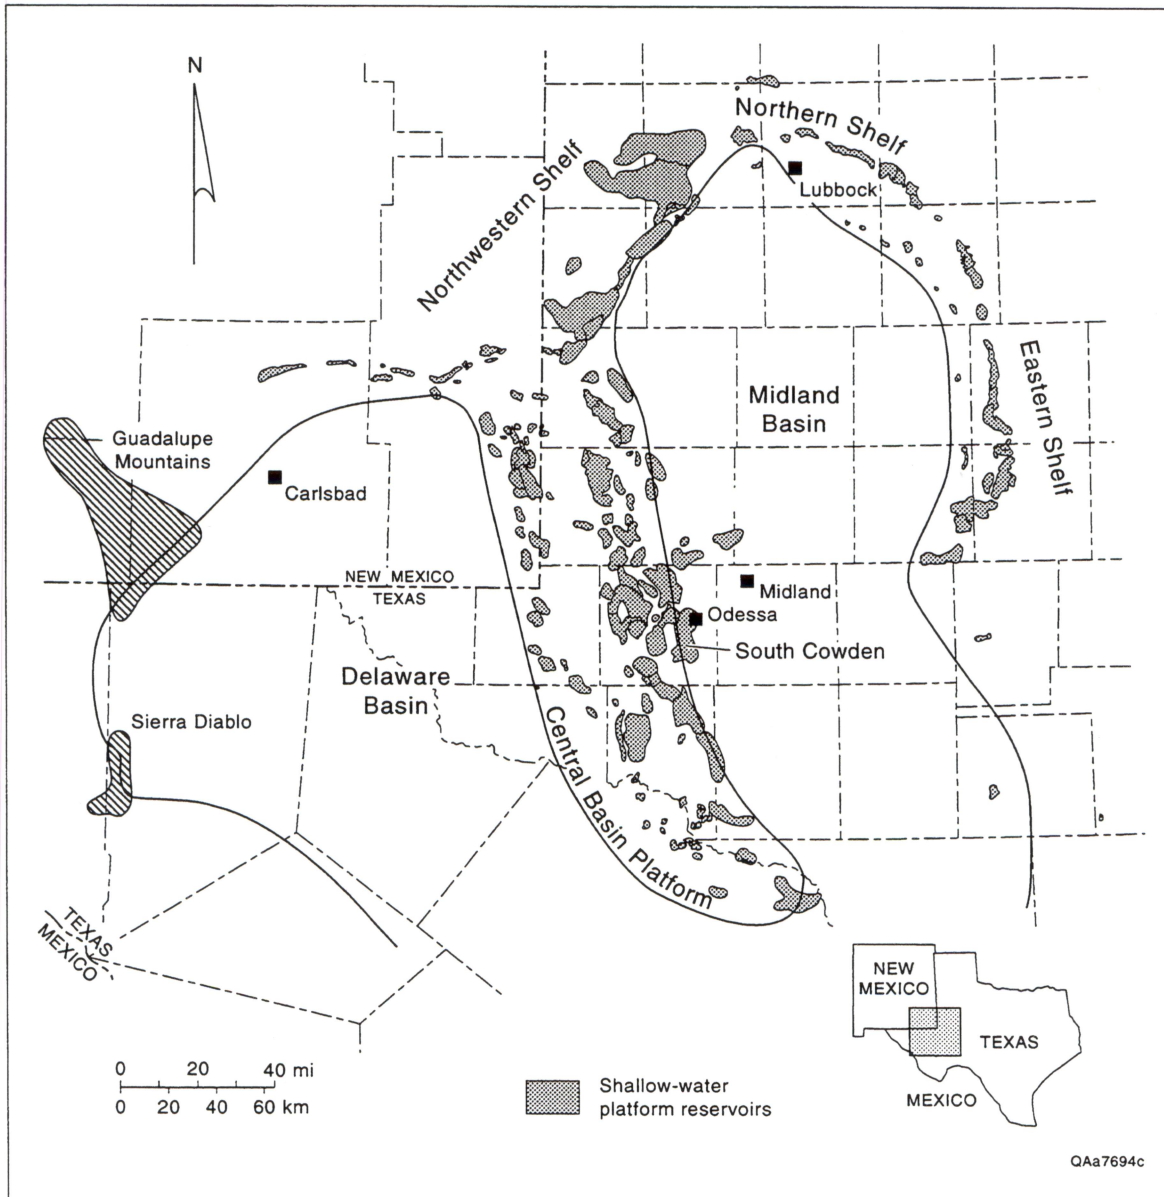 N
Northern Shelf
Northwestern Shelf
Lubbock
Eastern Shelf
Midland
Basin
Guadalupe
Mountains
Carlsbad
NEW MEXICO
TEXAS
Midland
Odessa
South Cowden
Delaware
Basin
Sierra Diablo
Central Basin Platform
TEXAS
MEXICO
0 20 40 mi
0 20 40 60 km
Shallow-water
platform reservoirs
NEW
MEXICO
TEXAS
MEXICO
QAa7694c